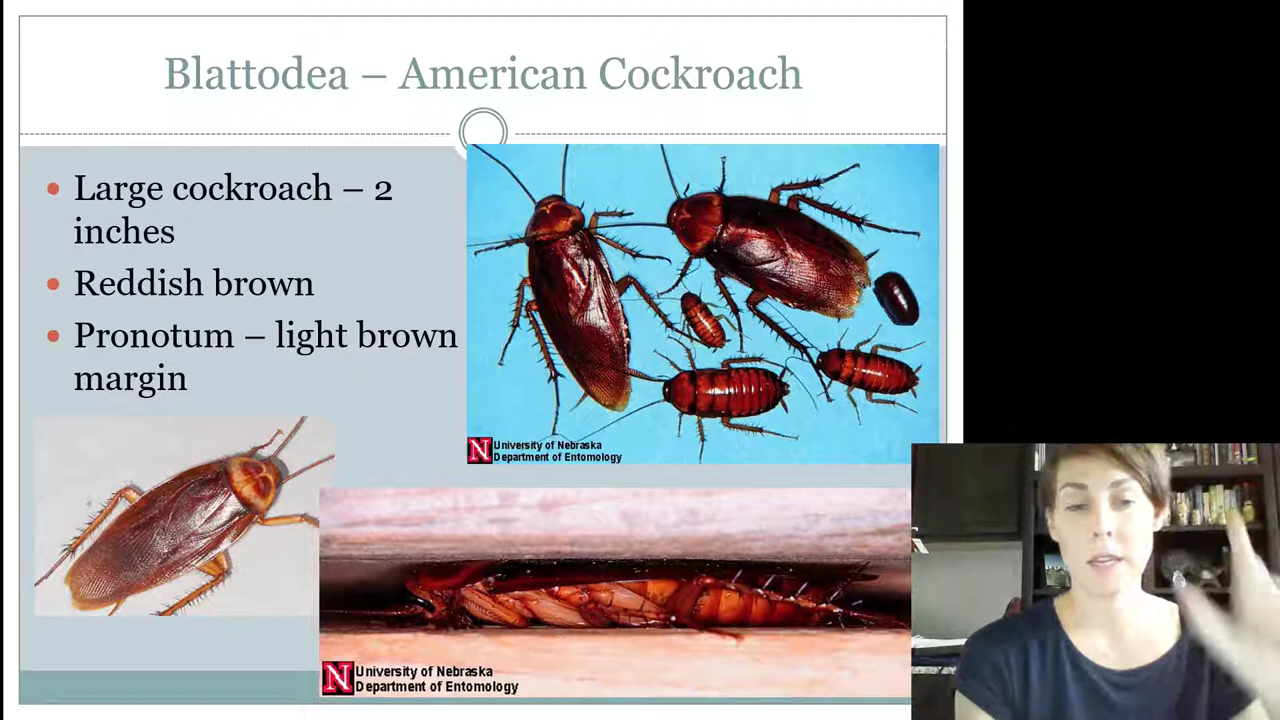 Blattodea – American Cockroach
• Large cockroach – 2
inches
• Reddish brown
• Pronotum – light brown
margin
N University of Nebraska
Department of Entomology
N University of Nebraska
Department of Entomology